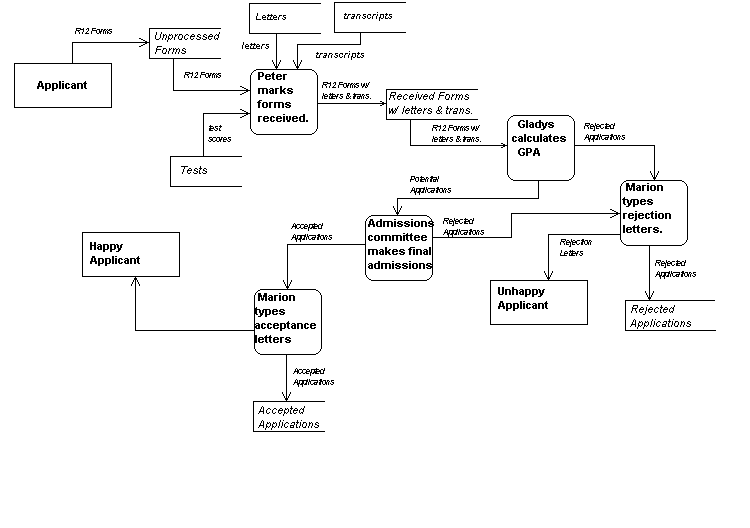 Letters
transcripts
R12 Forms
Unprocessed
Forms
letters
transcripts
Applicant
R12 Forms
Peter
marks
forms
received.
R12 Forms w/
letters & trans.
Received Forms
w/ letters & trans.
test
scores
R12 Forms w/
letters & trans.
Gladys
calculates
GPA
Rejected
Applications
Tests
Potential
Applications
Marion
types
rejection
letters.
Accepted
Applications
Admissions
committee
makes final
admissions
Rejected
Applications
Happy
Applicant
Rejection
Letters
Rejected
Applications
Unhappy
Applicant
Marion
types
acceptance
letters
Rejected
Applications
Accepted
Applications
Accepted
Applications